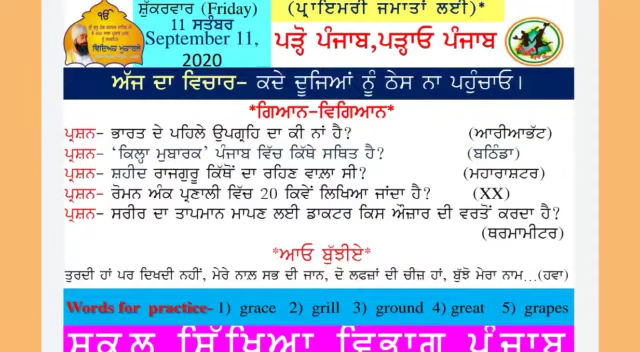 ਸ਼ੁੱਕਰਵਾਰ (Friday)
11 ਸਤੰਬਰ
September 11,
2020
(ਪ੍ਰਾਇਮਰੀ ਜਮਾਤਾਂ ਲਈ)*
ਪੜ੍ਹੋ ਪੰਜਾਬ,ਪੜ੍ਹਾਓ ਪੰਜਾਬ
ਅੱਜ ਦਾ ਵਿਚਾਰ- ਕਦੇ ਦੂਜਿਆਂ ਨੂੰ ਠੇਸ ਨਾ ਪਹੁੰਚਾਓ।
*ਗਿਆਨ-ਵਿਗਿਆਨ*
ਪ੍ਰਸ਼ਨ- ਭਾਰਤ ਦੇ ਪਹਿਲੇ ਉਪਗ੍ਰਹਿ ਦਾ ਕੀ ਨਾਂ ਹੈ? (ਆਰੀਆਭੱਟ)
ਪ੍ਰਸ਼ਨ- 'ਕਿਲ੍ਹਾ ਮੁਬਾਰਕ' ਪੰਜਾਬ ਵਿੱਚ ਕਿੱਥੇ ਸਥਿਤ ਹੈ? (ਬਠਿੰਡਾ)
ਪ੍ਰਸ਼ਨ- ਸ਼ਹੀਦ ਰਾਜਗੁਰੂ ਕਿੱਥੋਂ ਦਾ ਰਹਿਣ ਵਾਲਾ ਸੀ? (ਮਹਾਰਾਸ਼ਟਰ)
ਪ੍ਰਸ਼ਨ- ਰੋਮਨ ਅੰਕ ਪ੍ਰਣਾਲੀ ਵਿੱਚ 20 ਕਿਵੇਂ ਲਿਖਿਆ ਜਾਂਦਾ ਹੈ? (XX)
ਪ੍ਰਸ਼ਨ- ਸਰੀਰ ਦਾ ਤਾਪਮਾਨ ਮਾਪਣ ਲਈ ਡਾਕਟਰ ਕਿਸ ਔਜ਼ਾਰ ਦੀ ਵਰਤੋਂ ਕਰਦਾ ਹੈ?
(ਥਰਮਾਮੀਟਰ)
*ਆਓ ਬੁੱਝੀਏ*
ਤੁਰਦੀ ਹਾਂ ਪਰ ਦਿਖਦੀ ਨਹੀਂ, ਮੇਰੇ ਨਾਲ਼ ਸਭ ਦੀ ਜਾਨ, ਦੋ ਲਫਜ਼ਾਂ ਦੀ ਚੀਜ਼ ਹਾਂ, ਬੁੱਝੋ ਮੇਰਾ ਨਾਮ...(ਹਵਾ)
Words for practice- 1) grace 2) grill 3) ground 4) great 5) grapes
ਸਕੂਲ ਸਿੱਖਿਆ ਵਿਭਾਗ ਪੰਜਾਬ